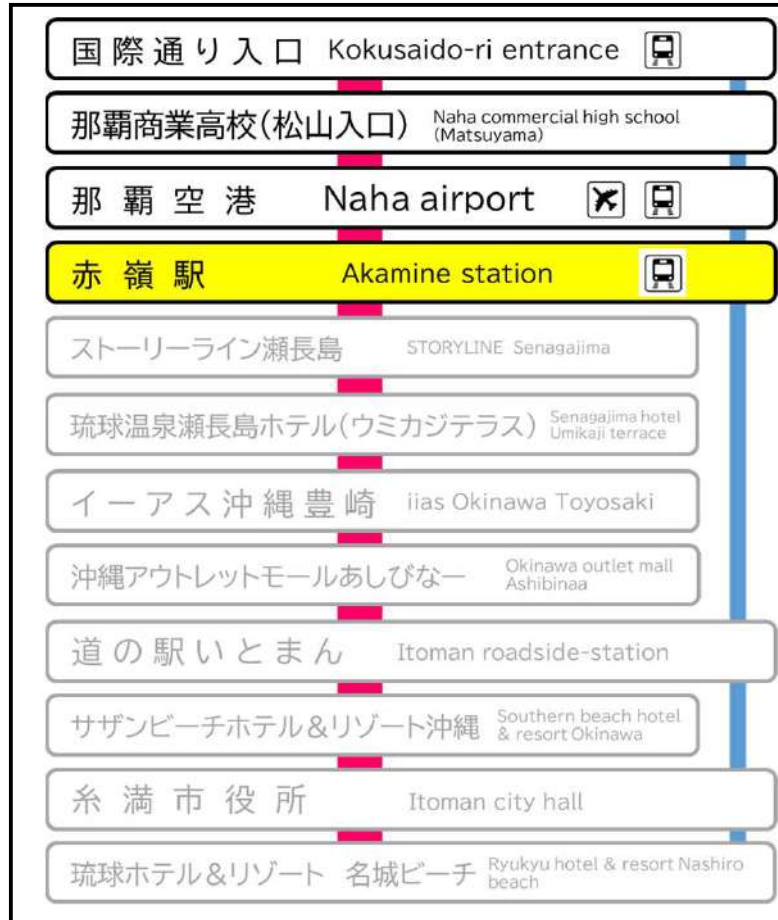 国際通り入口 Kokusaido-ri entrance
那覇商業高校(松山入口) Naha commercial high school
(Matsuyama)
那覇空港 Naha airport
赤嶺駅 Akamine station
ストーリーライン瀬長島 STORYLINE Senagajima
琉球温泉瀬長島ホテル(ウミカジテラス) Senagajima hotel
Umikaji terrace
イーアス沖縄豊崎 iias Okinawa Toyosaki
沖縄アウトレットモールあしびなー Okinawa outlet mall
Ashibinaa
道の駅いとまん Itoman roadside-station
サザンビーチホテル&リゾート沖縄 Southern beach hotel
& resort Okinawa
糸満市役所 Itoman city hall
琉球ホテル&リゾート 名城ビーチ Ryukyu hotel & resort Nashiro
beach